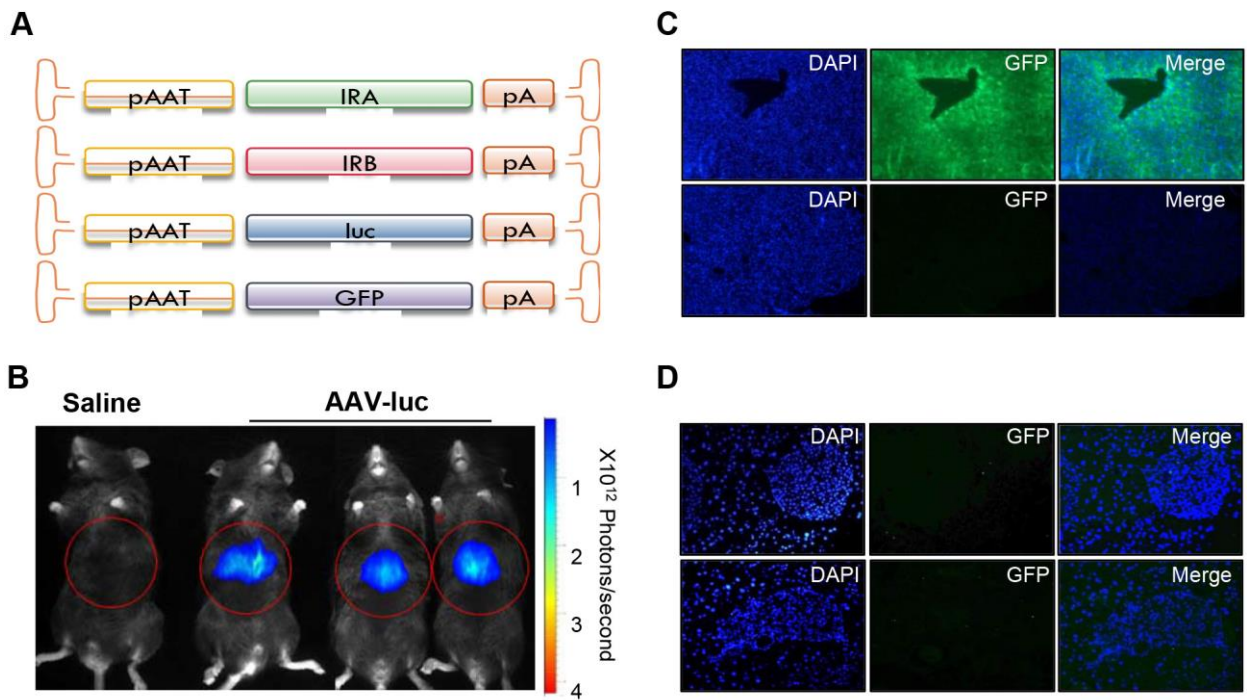 A
pAAT IRA pA
pAAT IRB pA
pAAT luc pA
pAAT GFP pA
B
Saline AAV-luc
1
2
3
4
X10¹² Photons/second
C
DAPI GFP Merge
DAPI GFP Merge
D
DAPI GFP Merge
DAPI GFP Merge